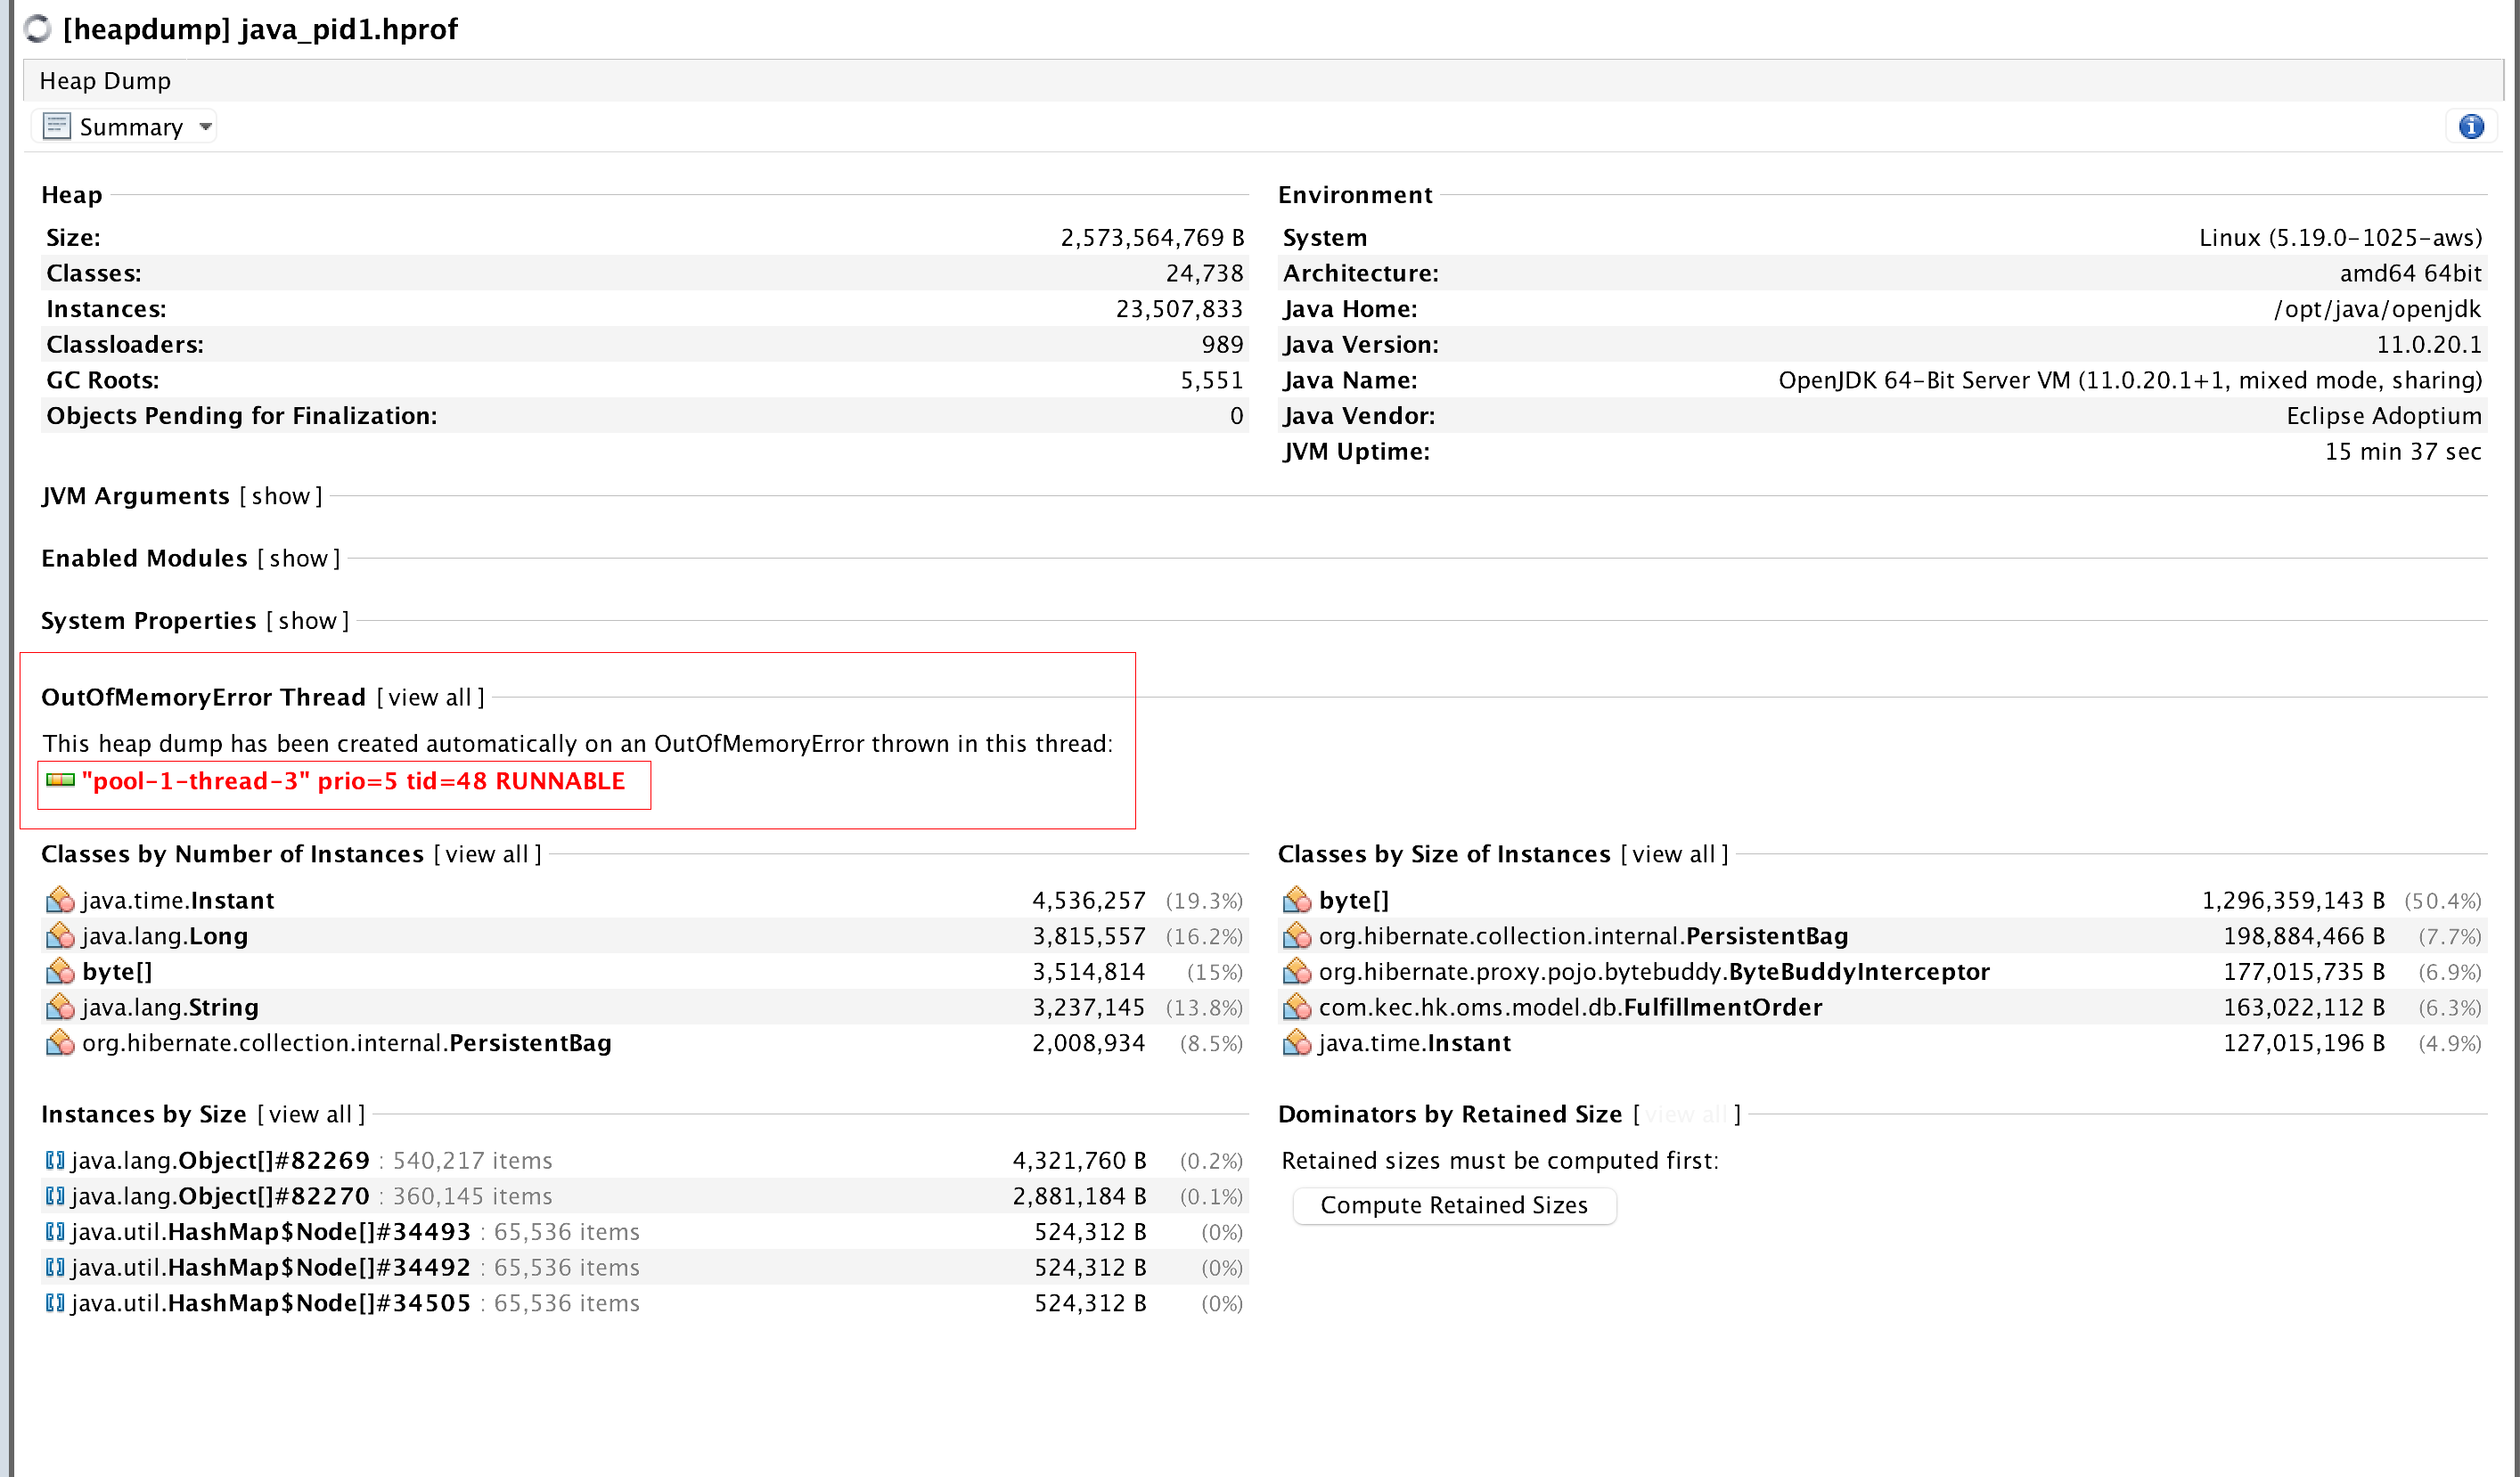 [heapdump] java_pid1.hprof
Heap Dump
Summary
Heap
Size: 2,573,564,769 B
Classes: 24,738
Instances: 23,507,833
Classloaders: 989
GC Roots: 5,551
Objects Pending for Finalization: 0
Environment
System Linux (5.19.0-1025-aws)
Architecture: amd64 64bit
Java Home: /opt/java/openjdk
Java Version: 11.0.20.1
Java Name: OpenJDK 64-Bit Server VM (11.0.20.1+1, mixed mode, sharing)
Java Vendor: Eclipse Adoptium
JVM Uptime: 15 min 37 sec
JVM Arguments [show]
Enabled Modules [show]
System Properties [show]
OutOfMemoryError Thread [view all]
This heap dump has been created automatically on an OutOfMemoryError thrown in this thread:
"pool-1-thread-3" prio=5 tid=48 RUNNABLE
Classes by Number of Instances [view all]
java.time.Instant 4,536,257 (19.3%)
java.lang.Long 3,815,557 (16.2%)
byte[] 3,514,814 (15%)
java.lang.String 3,237,145 (13.8%)
org.hibernate.collection.internal.PersistentBag 2,008,934 (8.5%)
Classes by Size of Instances [view all]
byte[] 1,296,359,143 B (50.4%)
org.hibernate.collection.internal.PersistentBag 198,884,466 B (7.7%)
org.hibernate.proxy.pojo.bytebuddy.ByteBuddyInterceptor 177,015,735 B (6.9%)
com.kec.hk.oms.model.db.FulfillmentOrder 163,022,112 B (6.3%)
java.time.Instant 127,015,196 B (4.9%)
Instances by Size [view all]
java.lang.Object[]#82269 : 540,217 items 4,321,760 B (0.2%)
java.lang.Object[]#82270 : 360,145 items 2,881,184 B (0.1%)
java.util.HashMap$Node[]#34493 : 65,536 items 524,312 B (0%)
java.util.HashMap$Node[]#34492 : 65,536 items 524,312 B (0%)
java.util.HashMap$Node[]#34505 : 65,536 items 524,312 B (0%)
Dominators by Retained Size [view all]
Retained sizes must be computed first:
Compute Retained Sizes